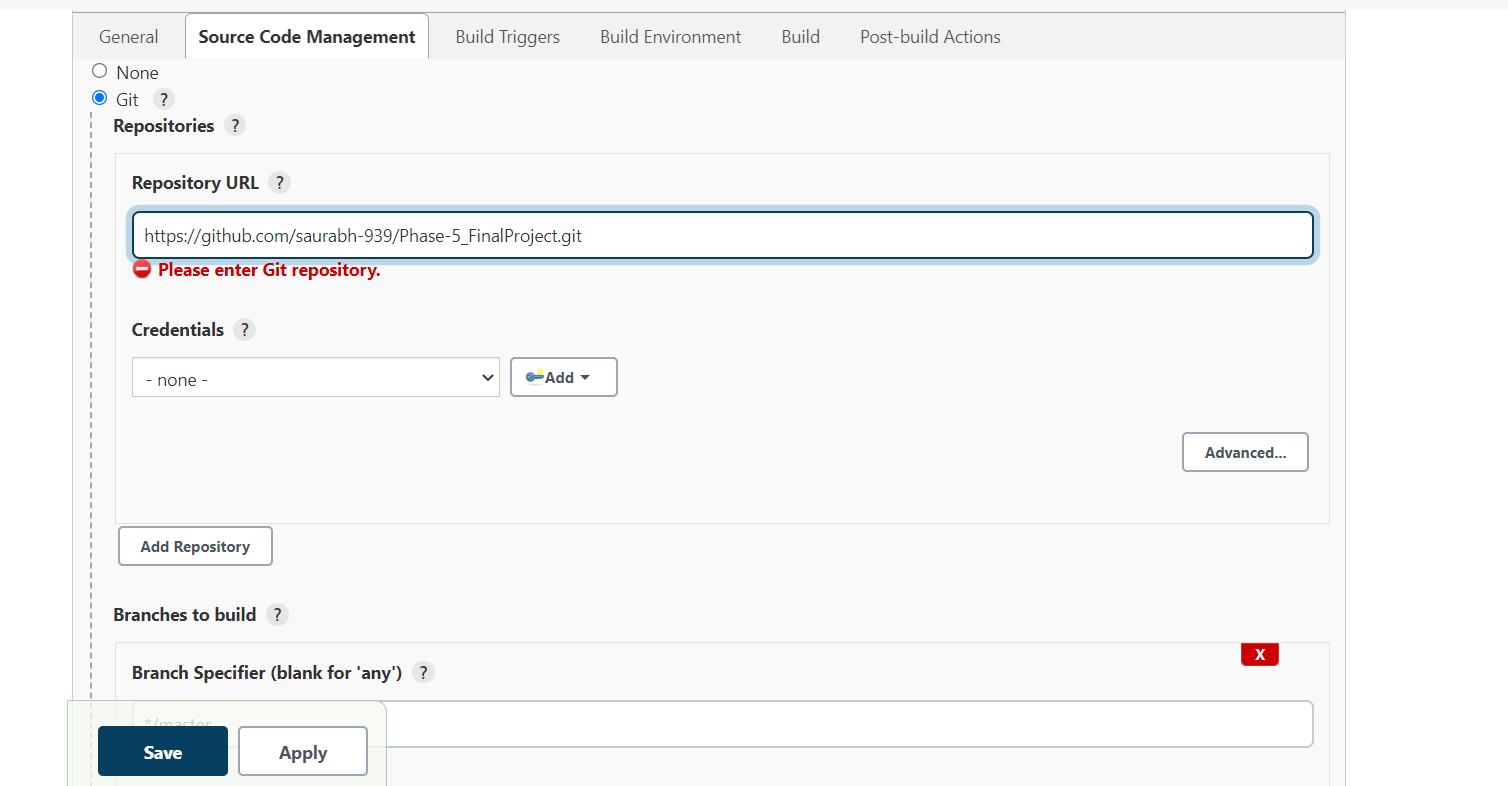 General Source Code Management Build Triggers Build Environment Build Post-build Actions
None
Git ?
Repositories ?
Repository URL ?
https://github.com/saurabh-939/Phase-5_FinalProject.git
Please enter Git repository.
Credentials ?
- none - Add
Advanced...
Add Repository
Branches to build ?
X
Branch Specifier (blank for 'any') ?
*/master
Save Apply